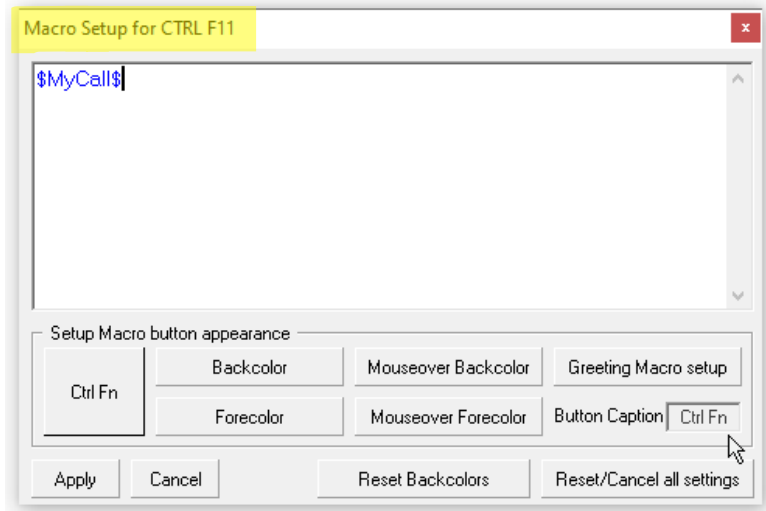 Macro Setup for CTRL F11
x
$MyCall$
Setup Macro button appearance
Ctrl Fn
Backcolor
Mouseover Backcolor
Greeting Macro setup
Forecolor
Mouseover Forecolor
Button Caption Ctrl Fn
Apply
Cancel
Reset Backcolors
Reset/Cancel all settings